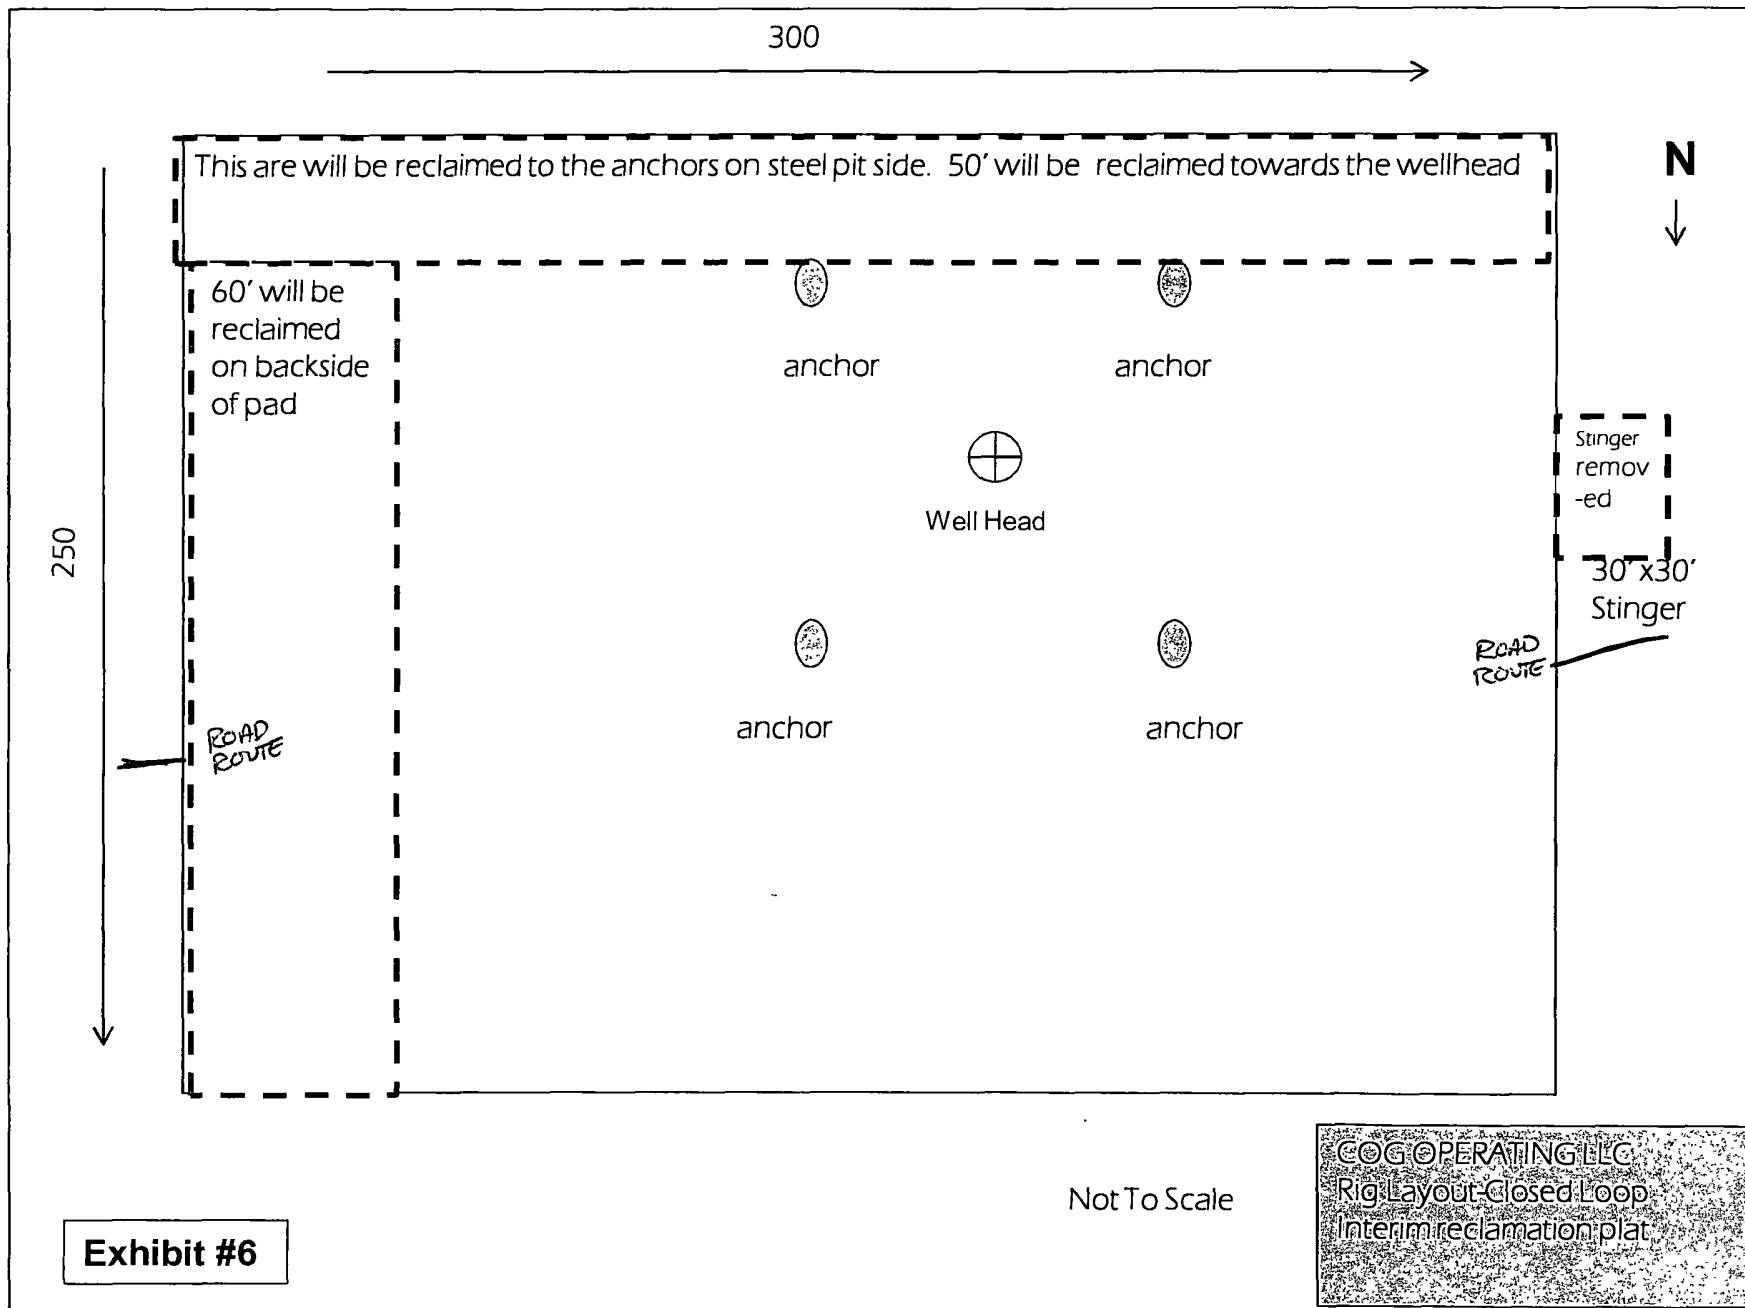 300
This are will be reclaimed to the anchors on steel pit side. 50' will be reclaimed towards the wellhead
N
60' will be
reclaimed
on backside
of pad
anchor
anchor
Stinger
remov
-ed
Well Head
250
30'x30'
Stinger
ROAD
ROUTE
anchor
anchor
ROAD
ROUTE
Not To Scale
COG OPERATING LLC
Rig Layout-Closed Loop
Interim reclamation plat
Exhibit #6